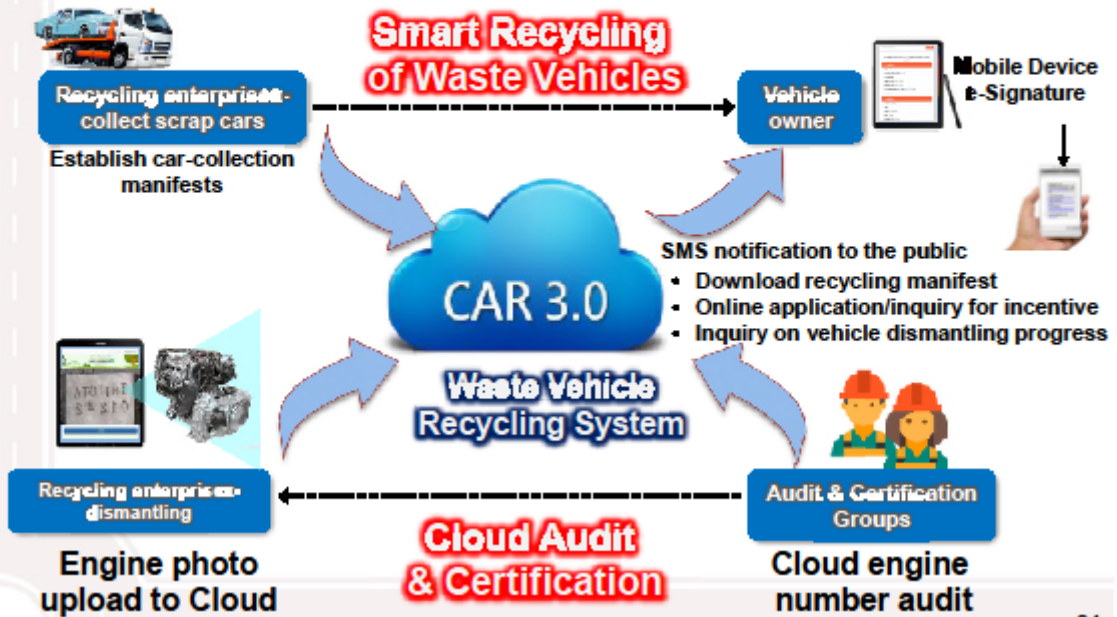 Smart Recycling
of Waste Vehicles
Recycling enterprises-
collect scrap cars
Establish car-collection
manifests
Vehicle
owner
Mobile Device
e-Signature
CAR 3.0
SMS notification to the public
• Download recycling manifest
• Online application/inquiry for incentive
• Inquiry on vehicle dismantling progress
Waste Vehicle
Recycling System
Recycling enterprises-
dismantling
Engine photo
upload to Cloud
Cloud Audit
& Certification
Audit & Certification
Groups
Cloud engine
number audit